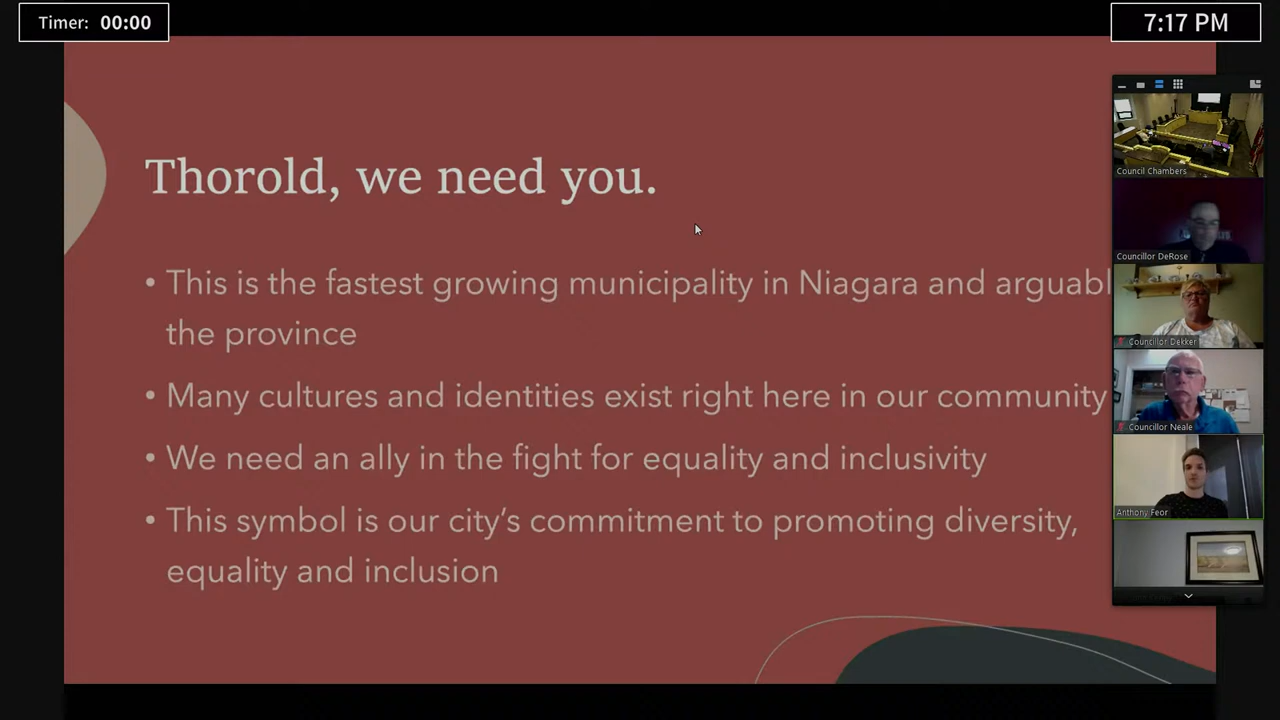 Timer: 00:00
7:17 PM
Thorold, we need you.
• This is the fastest growing municipality in Niagara and arguabl
the province
• Many cultures and identities exist right here in our community
• We need an ally in the fight for equality and inclusivity
• This symbol is our city’s commitment to promoting diversity,
equality and inclusion
Council Chambers
Councillor DeRose
Councillor Dekker
Councillor Neale
Anthony Feor